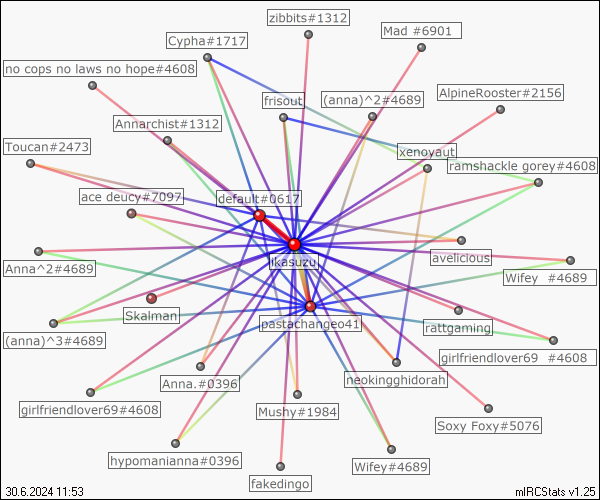 zibbits#1312
Mad #6901
Cypha#1717
no cops no laws no hope#4608
AlpineRooster#2156
frisout
(anna)^2#4689
Annarchist#1312
Toucan#2473
xenoyaut
ramshackle gorey#4608
ace deucy#7097
default#0617
avelicious
ikasuzu
Anna^2#4689
Wifey #4689
Skalman
pastachangeo41
rattgaming
(anna)^3#4689
girlfriendlover69 #4608
Anna.#0396
neokingghidorah
girlfriendlover69#4608
Mushy#1984
Soxy Foxy#5076
hypomanianna#0396
Wifey#4689
fakedingo
30.6.2024 11:53
mIRCStats v1.25